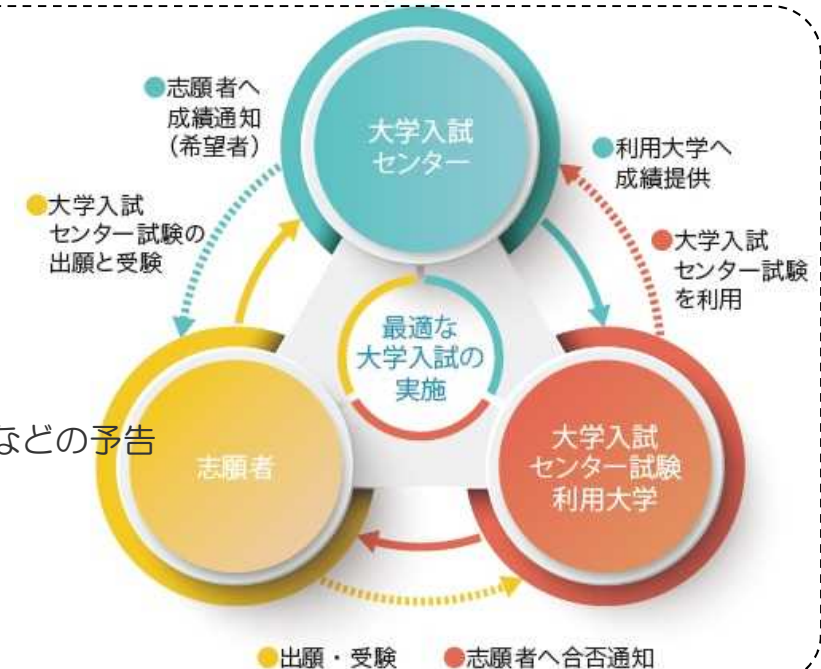 ●志願者へ
成績通知
(希望者)
大学入試
センター
●利用大学へ
成績提供
●大学入試
センター試験の
出願と受験
●大学入試
センター試験
を利用
最適な
大学入試の
実施
などの予告
志願者
大学入試
センター試験
利用大学
●出願・受験
●志願者へ合否通知